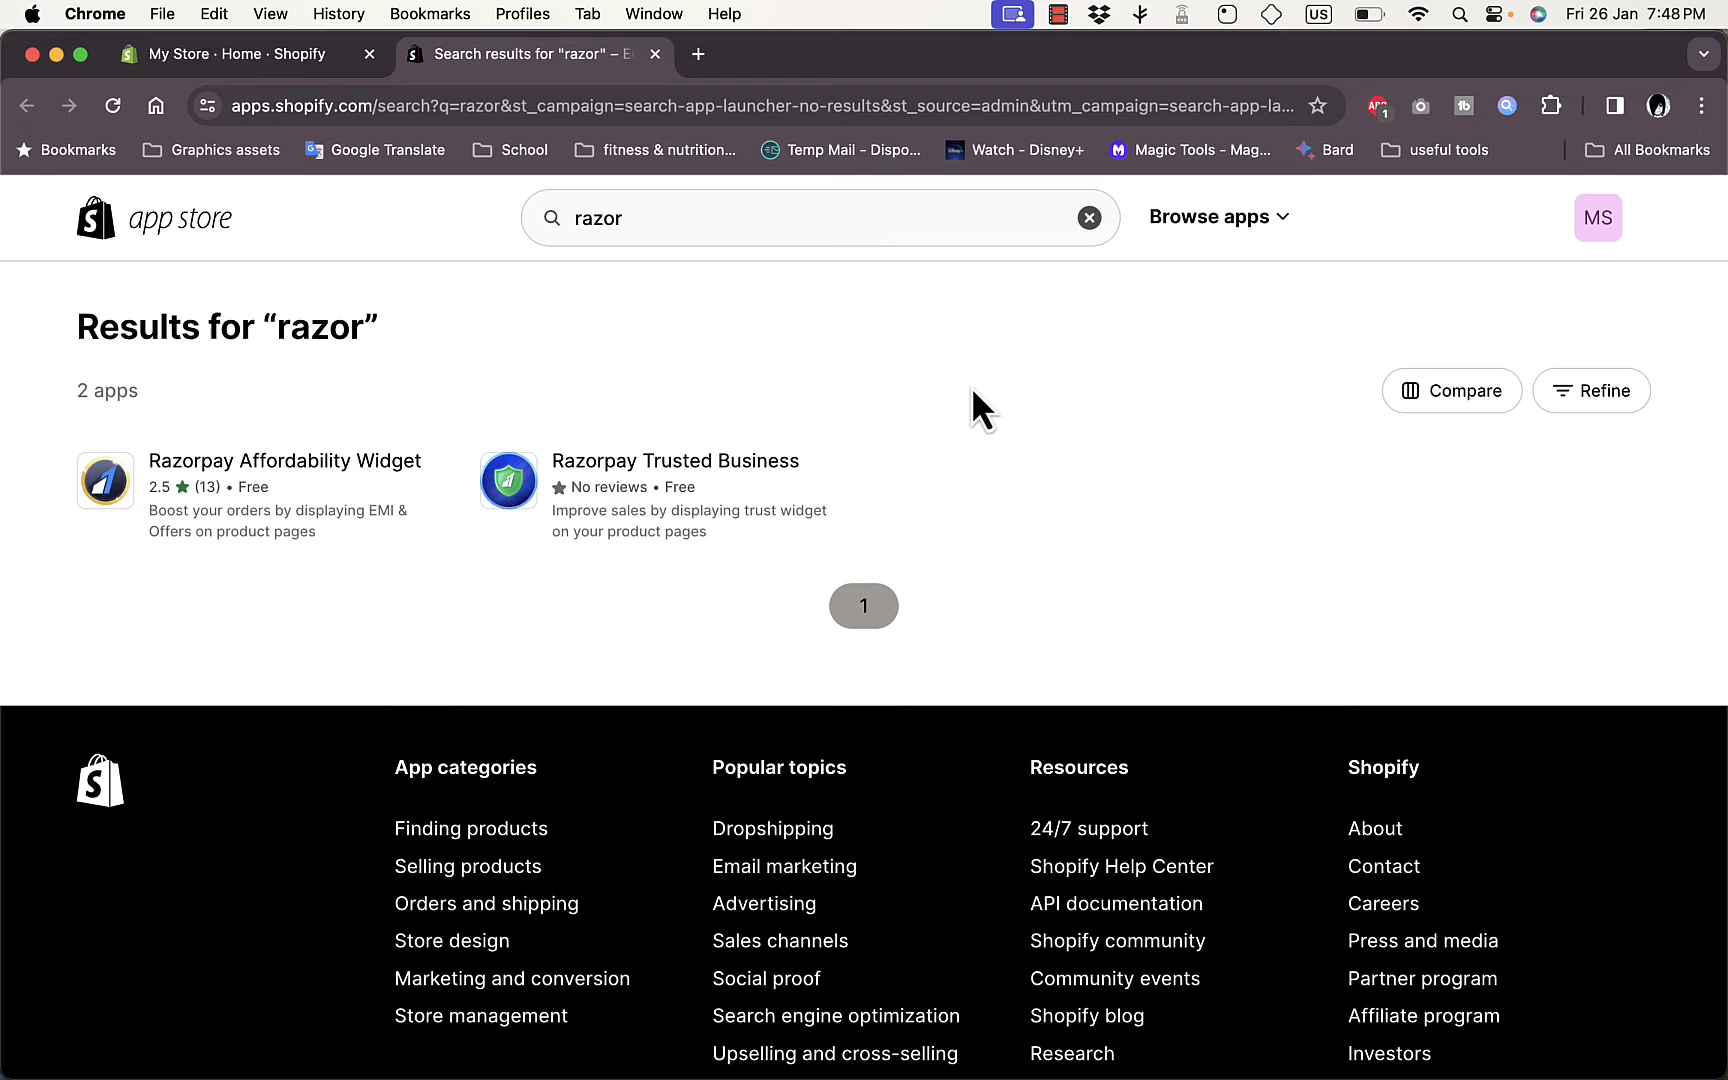 Chrome File Edit View History Bookmarks Profiles Tab Window Help US Fri 26 Jan 7:48 PM
My Store · Home · Shopify Search results for "razor" –
apps.shopify.com/search?q=razor&st_campaign=search-app-launcher-no-results&st_source=admin&utm_campaign=search-app-la... ABP 1 tb
Bookmarks Graphics assets Google Translate School fitness & nutrition... Temp Mail - Dispo... Watch - Disney+ Magic Tools - Mag... Bard useful tools All Bookmarks
app store razor Browse apps MS
Results for “razor”
2 apps Compare Refine
Razorpay Affordability Widget
2.5 ★ (13) • Free
Boost your orders by displaying EMI &
Offers on product pages
Razorpay Trusted Business
★ No reviews • Free
Improve sales by displaying trust widget
on your product pages
1
App categories
Finding products
Selling products
Orders and shipping
Store design
Marketing and conversion
Store management
Popular topics
Dropshipping
Email marketing
Advertising
Sales channels
Social proof
Search engine optimization
Upselling and cross-selling
Resources
24/7 support
Shopify Help Center
API documentation
Shopify community
Community events
Shopify blog
Research
Shopify
About
Contact
Careers
Press and media
Partner program
Affiliate program
Investors